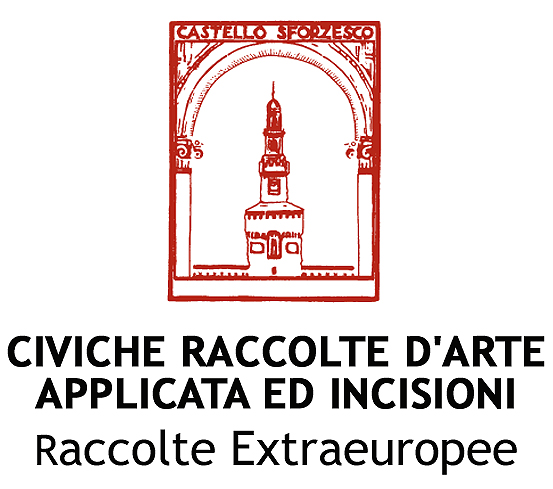 CASTELLO SFORZESCO
CIVICHE RACCOLTE D'ARTE
APPLICATA ED INCISIONI
Raccolte Extraeuropee